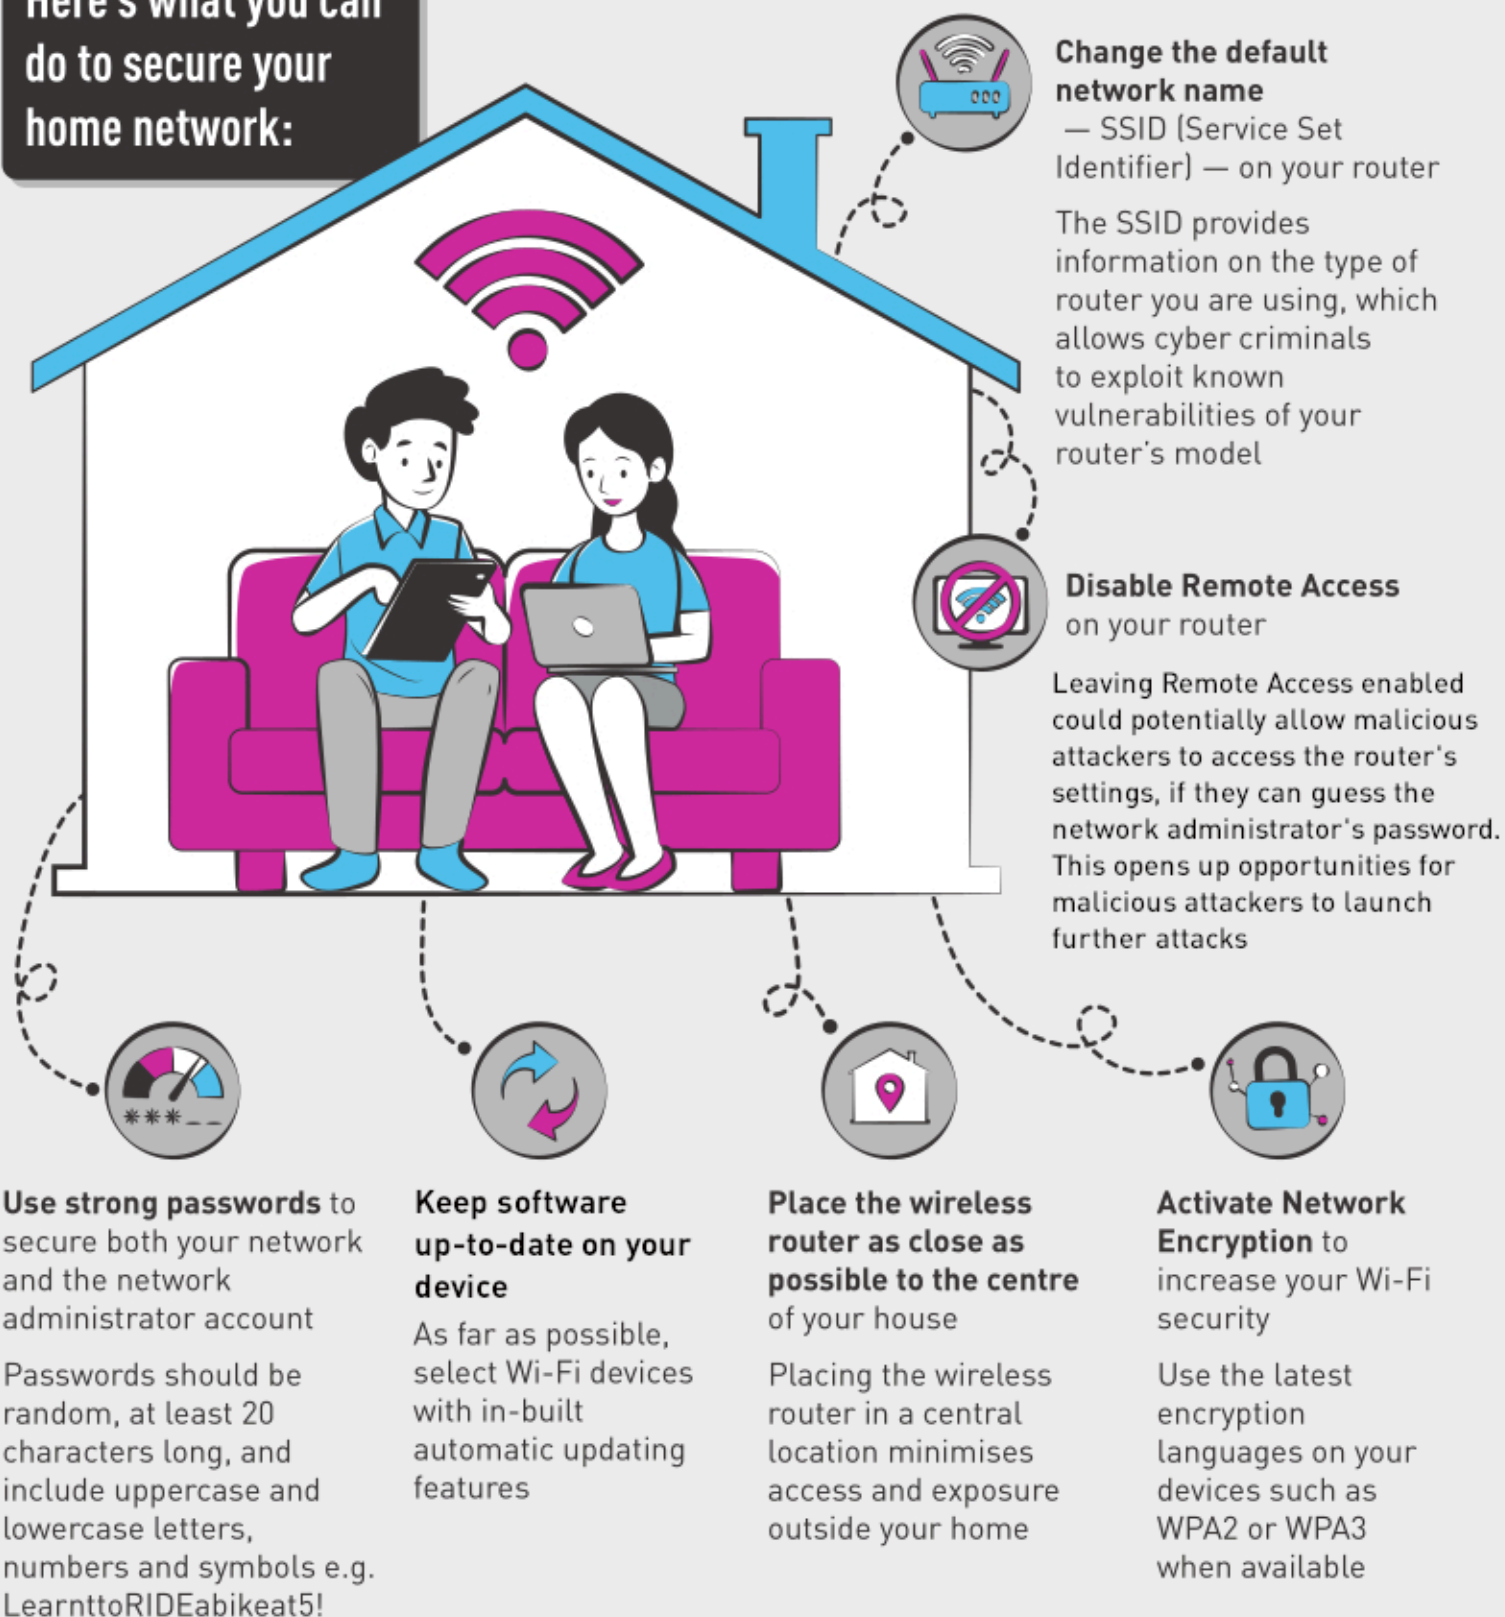 Here's what you can
do to secure your
home network:
Change the default
network name
— SSID (Service Set
Identifier) — on your router
The SSID provides
information on the type of
router you are using, which
allows cyber criminals
to exploit known
vulnerabilities of your
router's model
Disable Remote Access
on your router
Leaving Remote Access enabled
could potentially allow malicious
attackers to access the router's
settings, if they can guess the
network administrator's password.
This opens up opportunities for
malicious attackers to launch
further attacks
***__
Use strong passwords to
secure both your network
and the network
administrator account
Passwords should be
random, at least 20
characters long, and
include uppercase and
lowercase letters,
numbers and symbols e.g.
LearnttoRIDEabikeat5!
Keep software
up-to-date on your
device
As far as possible,
select Wi-Fi devices
with in-built
automatic updating
features
Place the wireless
router as close as
possible to the centre
of your house
Placing the wireless
router in a central
location minimises
access and exposure
outside your home
Activate Network
Encryption to
increase your Wi-Fi
security
Use the latest
encryption
languages on your
devices such as
WPA2 or WPA3
when available